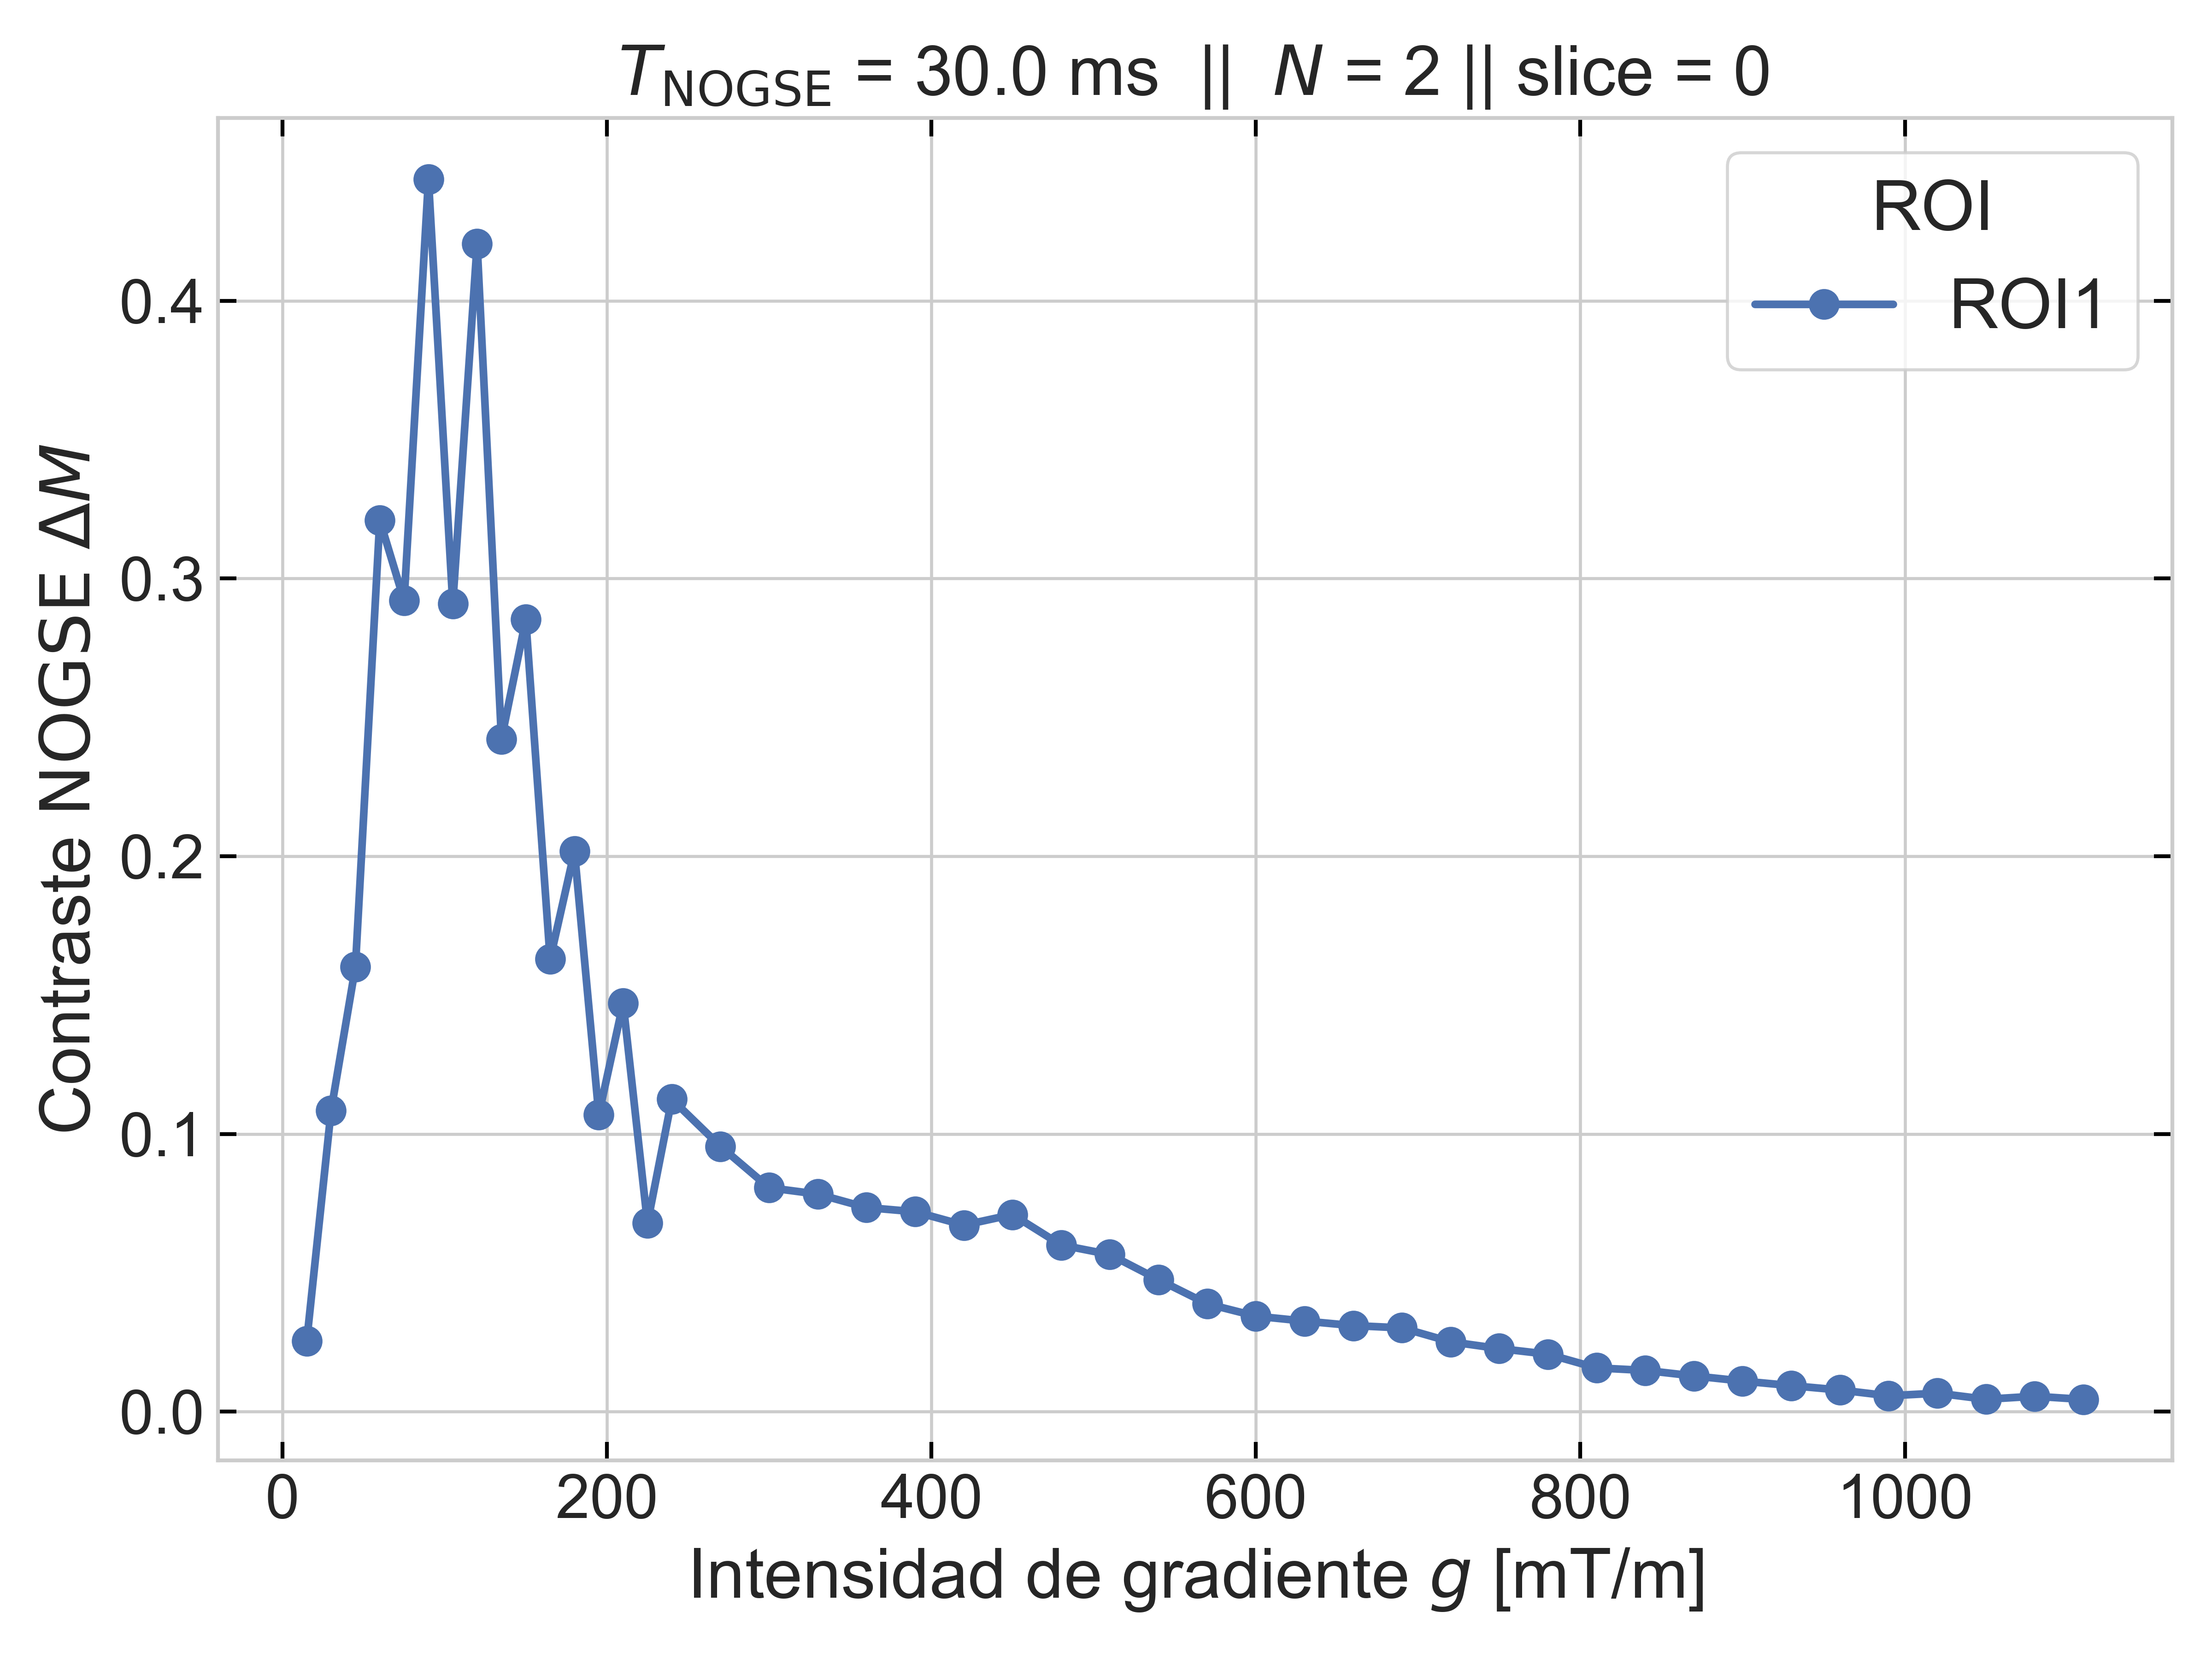 T_NOGSE = 30.0 ms || N = 2 || slice = 0
ROI
ROI1
Contraste NOGSE ΔM
0.4
0.3
0.2
0.1
0.0
0 200 400 600 800 1000
Intensidad de gradiente g [mT/m]